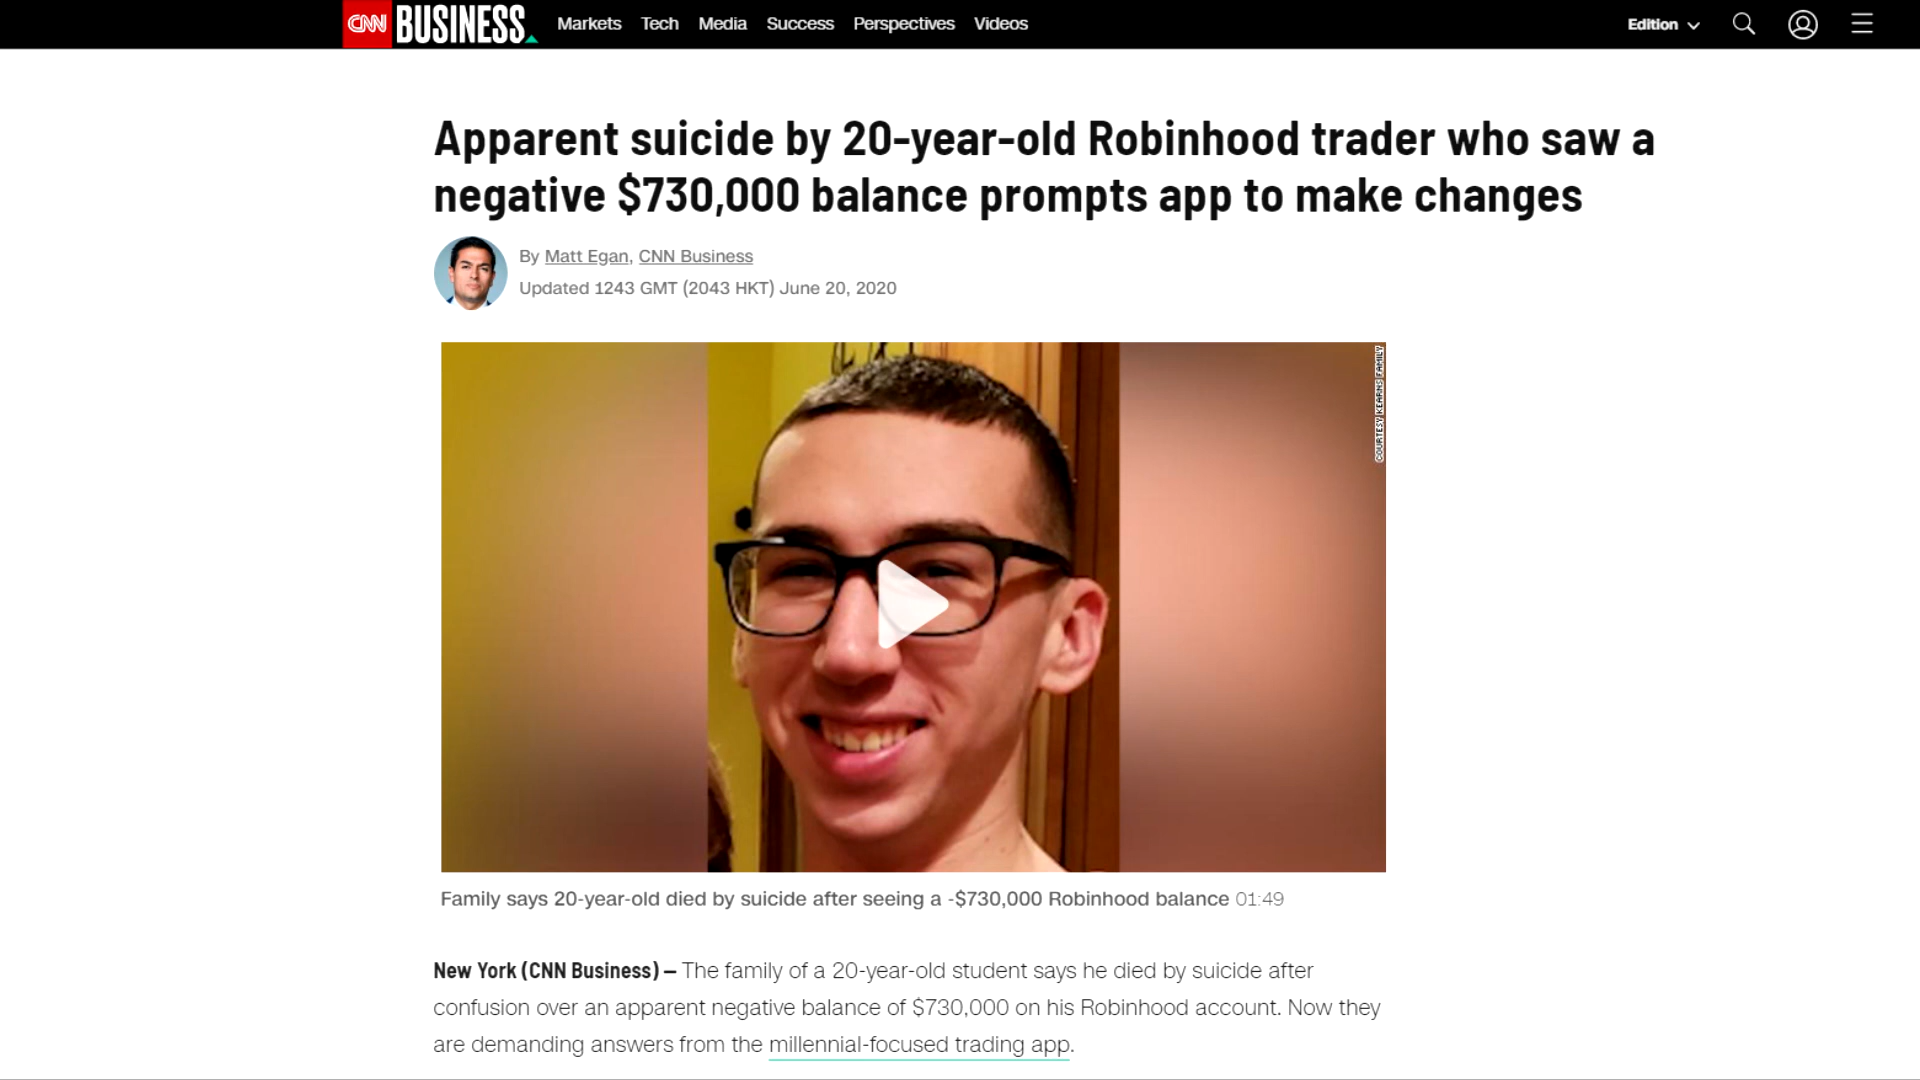 CNN BUSINESS Markets Tech Media Success Perspectives Videos Edition
Apparent suicide by 20-year-old Robinhood trader who saw a
negative $730,000 balance prompts app to make changes
By Matt Egan, CNN Business
Updated 1243 GMT (2043 HKT) June 20, 2020
COURTESY KEARNS FAMILY
Family says 20-year-old died by suicide after seeing a -$730,000 Robinhood balance 01:49
New York (CNN Business) – The family of a 20-year-old student says he died by suicide after
confusion over an apparent negative balance of $730,000 on his Robinhood account. Now they
are demanding answers from the millennial-focused trading app.